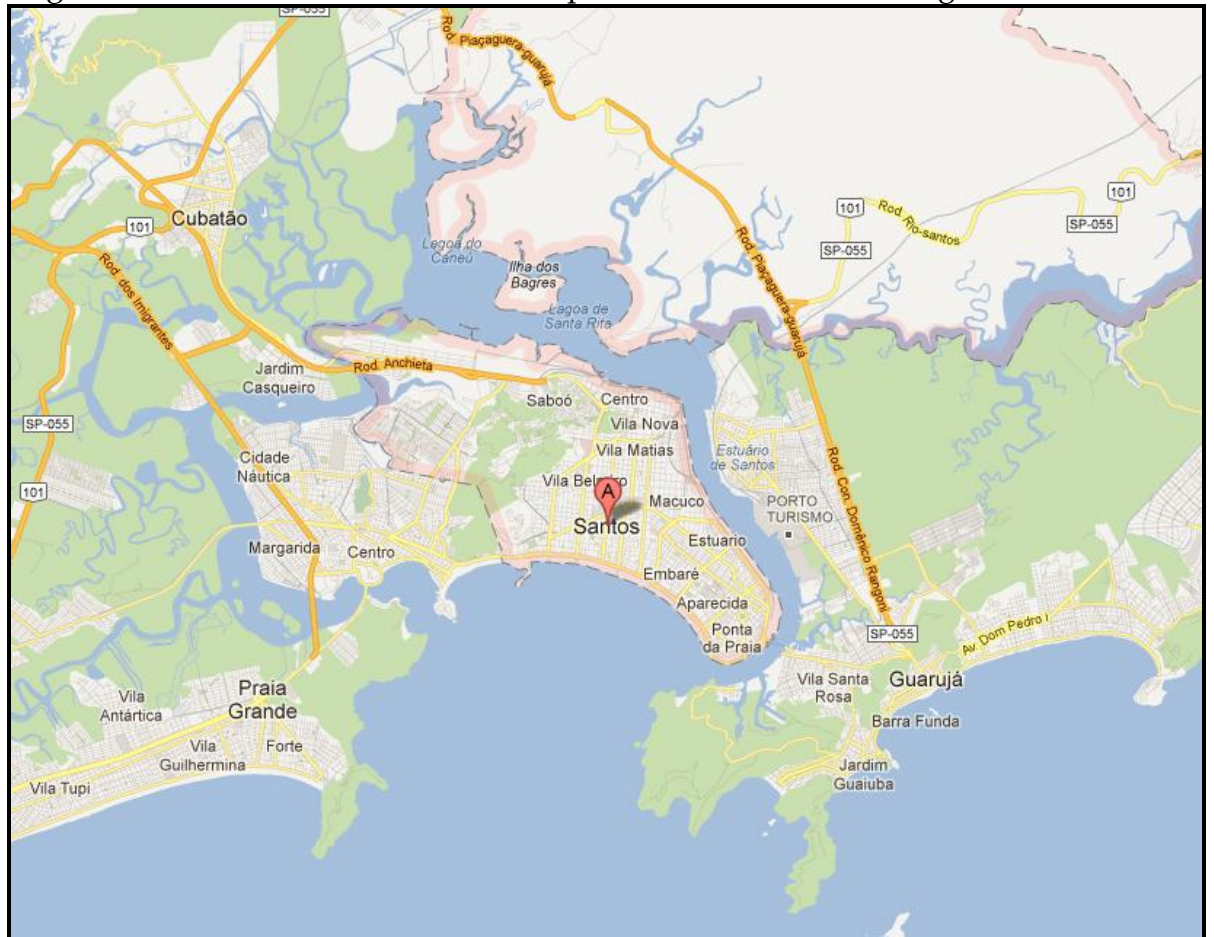 SP-055
Rod. Piaçaguera-guarujá
Cubatão
101
Rod. dos Imigrantes
Lagoa do
Caneú
Ilha dos
Bagres
Lagoa de
Santa Rita
Rod. Piaçaguera-guarujá
101
Rod. Rio-santos
101
SP-055
SP-055
Jardim
Casqueiro
Rod. Anchieta
Saboó
Centro
Vila Nova
Vila Matias
SP-055
101
Cidade
Náutica
Estuário
de Santos
Vila Belmiro
Macuco
A
Santos
PORTO
TURISMO
Rod. Con. Domênico Rangoni
Margarida
Centro
Estuario
Embaré
Aparecida
Ponta
da Praia
SP-055
Av. Dom Pedro I
Vila Santa
Rosa
Guarujá
Barra Funda
Jardim
Guaiuba
Vila
Antártica
Praia
Grande
Vila
Guilhermina
Forte
Vila Tupi